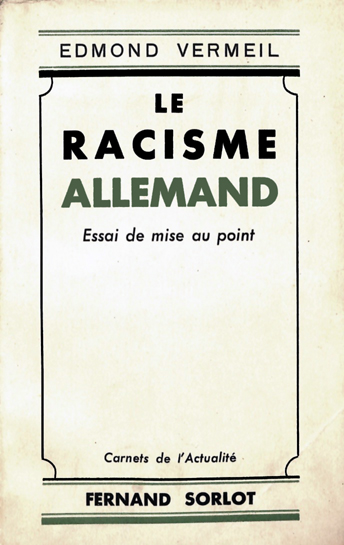 EDMOND VERMEIL
LE
RACISME
ALLEMAND
Essai de mise au point
Carnets de l'Actualité
FERNAND SORLOT